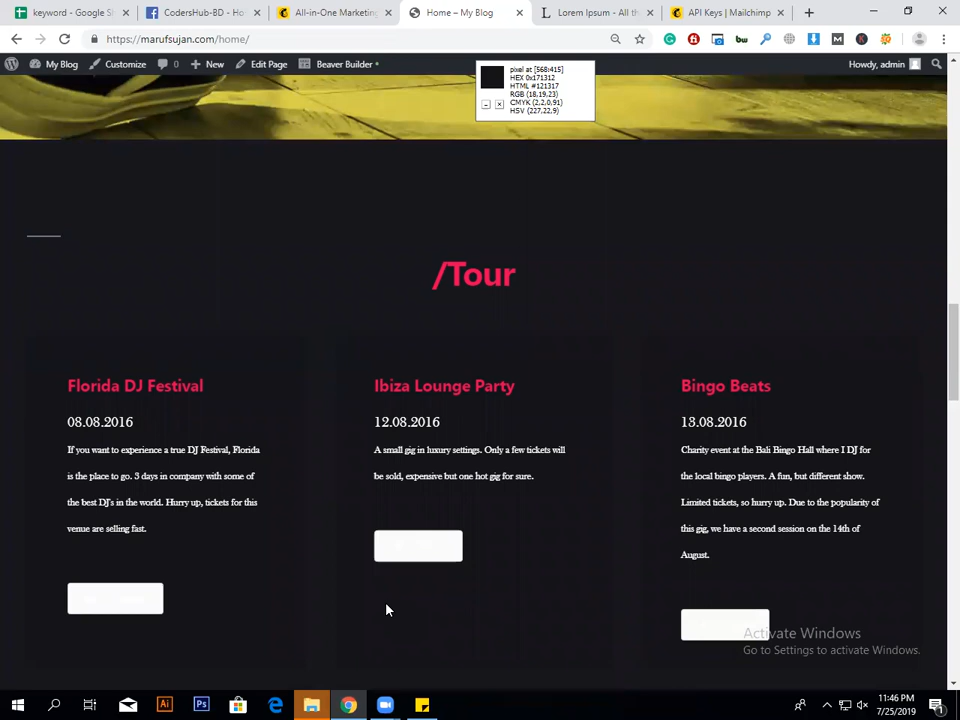 keyword - Google S
CodersHub-BD - Ho
All-in-One Marketing
Home – My Blog
Lorem Ipsum - All th
API Keys | Mailchimp
https://marufsujan.com/home/
My Blog
Customize
0
New
Edit Page
Beaver Builder •
Howdy, admin
pixel at [568:415]
HEX 0x171312
HTML #121317
RGB (18,19,23)
CMYK (2,2,0,91)
HSV (227,22,9)
/Tour
Florida DJ Festival
08.08.2016
If you want to experience a true DJ Festival, Florida
is the place to go. 3 days in company with some of
the best DJ's in the world. Hurry up, tickets for this
venue are selling fast.
Ibiza Lounge Party
12.08.2016
A small gig in luxury settings. Only a few tickets will
be sold, expensive but one hot gig for sure.
Bingo Beats
13.08.2016
Charity event at the Bali Bingo Hall where I DJ for
the local bingo players. A fun, but different show.
Limited tickets, so hurry up. Due to the popularity of
this gig, we have a second session on the 14th of
August.
Activate Windows
Go to Settings to activate Windows.
11:46 PM
7/25/2019